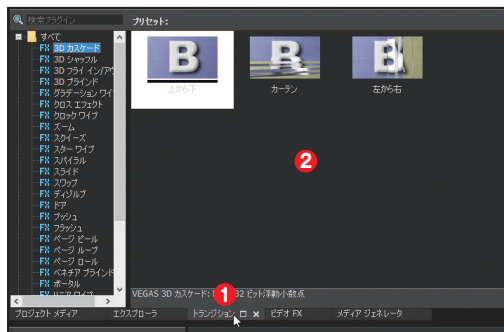 検索プラグイン
プリセット:
すべて
FX 3D カスケード
FX 3D シャッフル
FX 3D フライ イン/アウ
FX 3D ブラインド
FX グラデーション ワイ
FX クロス エフェクト
FX クロック ワイプ
FX ズーム
FX スクイーズ
FX スター ワイプ
FX スパイラル
FX スライド
FX スワップ
FX ディゾルブ
FX ドア
FX プッシュ
FX フラッシュ
FX ページ ピール
FX ページ ループ
FX ページ ロール
FX ベネチア ブラインド
FX ポータル
FX リニア ワイプ
B
B
B
上から下
カーテン
左から右
2
VEGAS 3D カスケード:
32 ビット浮動小数点
1
プロジェクト メディア
エクスプローラ
トランジション
ビデオ FX
メディア ジェネレータ